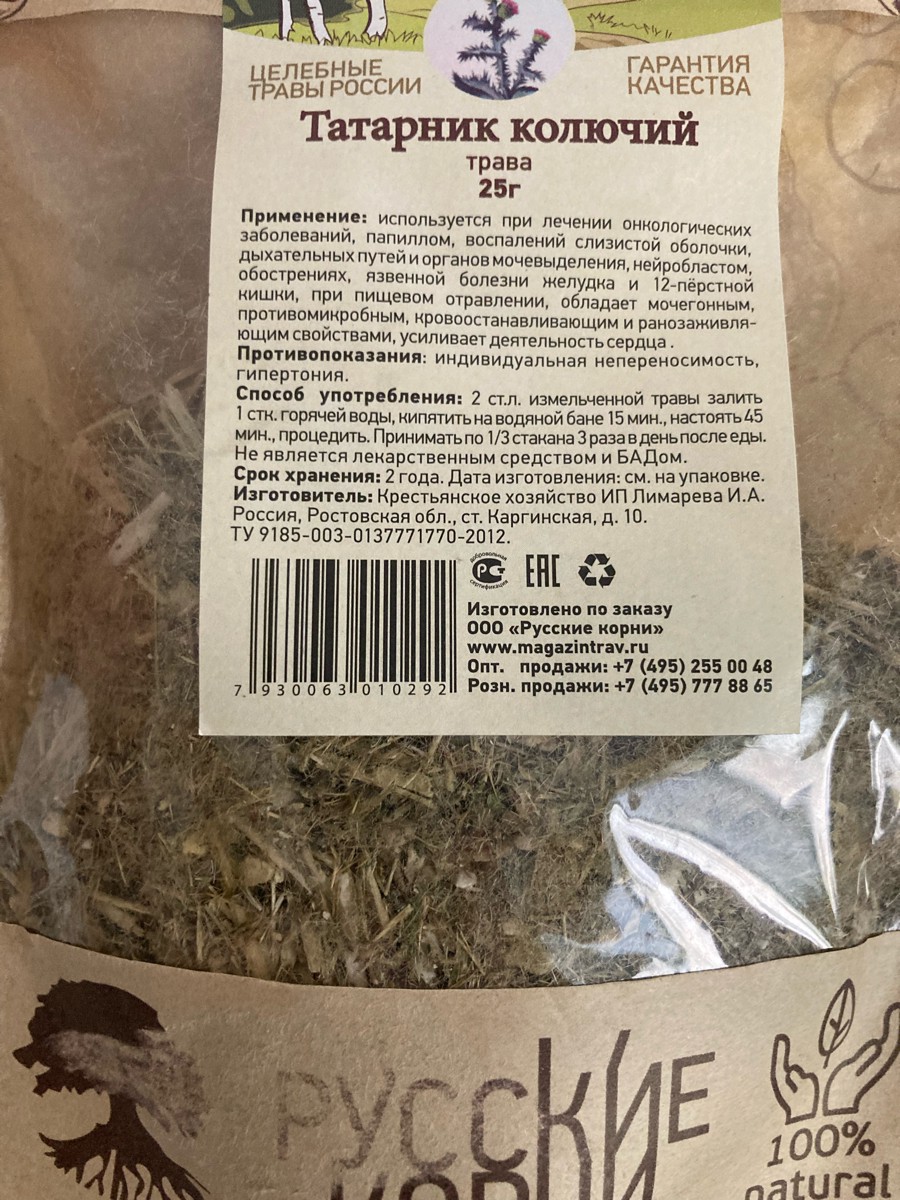 ЦЕЛЕБНЫЕ
ТРАВЫ РОССИИ
ГАРАНТИЯ
КАЧЕСТВА
Татарник колючий
трава
25г
Применение: используется при лечении онкологических
заболеваний, папиллом, воспалений слизистой оболочки,
дыхательных путей и органов мочевыделения, нейробластом,
обострениях, язвенной болезни желудка и 12-пёрстной
кишки, при пищевом отравлении, обладает мочегонным,
противомикробным, кровоостанавливающим и ранозаживля-
ющим свойствами, усиливает деятельность сердца .
Противопоказания: индивидуальная непереносимость,
гипертония.
Способ употребления: 2 ст.л. измельченной травы залить
1 стк. горячей воды, кипятить на водяной бане 15 мин., настоять 45
мин., процедить. Принимать по 1/3 стакана 3 раза в день после еды.
Не является лекарственным средством и БАДом.
Срок хранения: 2 года. Дата изготовления: см. на упаковке.
Изготовитель: Крестьянское хозяйство ИП Лимарева И.А.
Россия, Ростовская обл., ст. Каргинская, д. 10.
ТУ 9185-003-0137771770-2012.
добровольная
РСТ
сертификация
EAC
Изготовлено по заказу
ООО «Русские корни»
www.magazintrav.ru
Опт. продажи: +7 (495) 255 00 48
Розн. продажи: +7 (495) 777 88 65
7 930063 010292
РУССКИЕ
КОРНИ
100%
natural